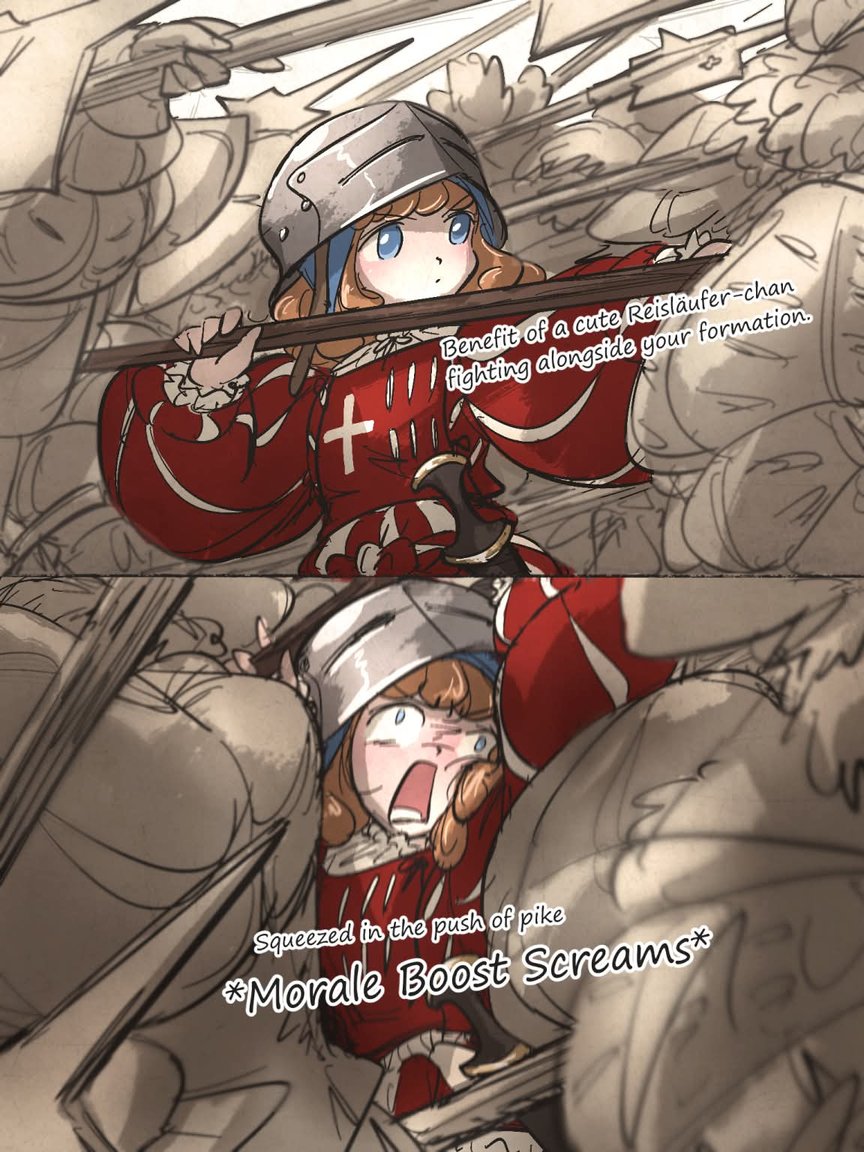 Benefit of a cute Reisläufer-chan
fighting alongside your formation.
Squeezed in the push of pike
*Morale Boost Screams*